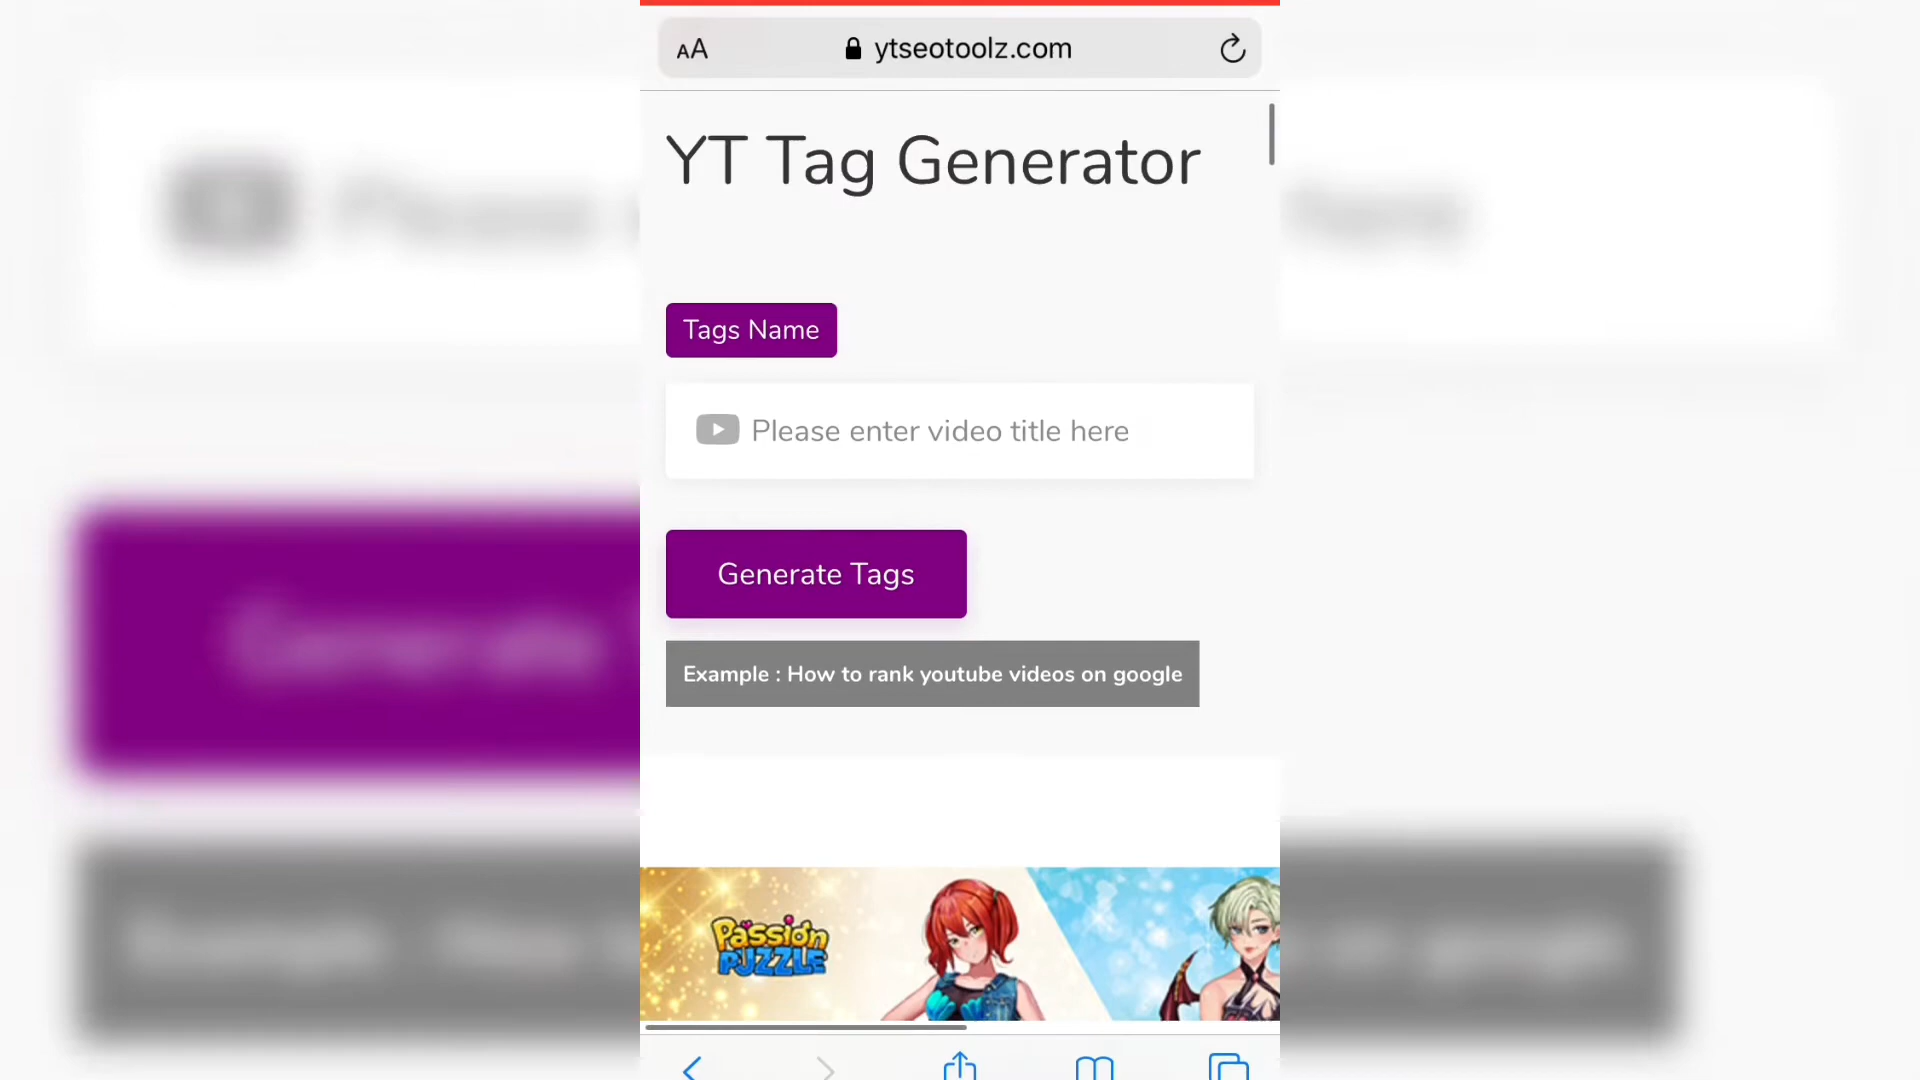 AA ytseotoolz.com
YT Tag Generator
Tags Name
Please enter video title here
Generate Tags
Example : How to rank youtube videos on google
Passion
PUZZLE